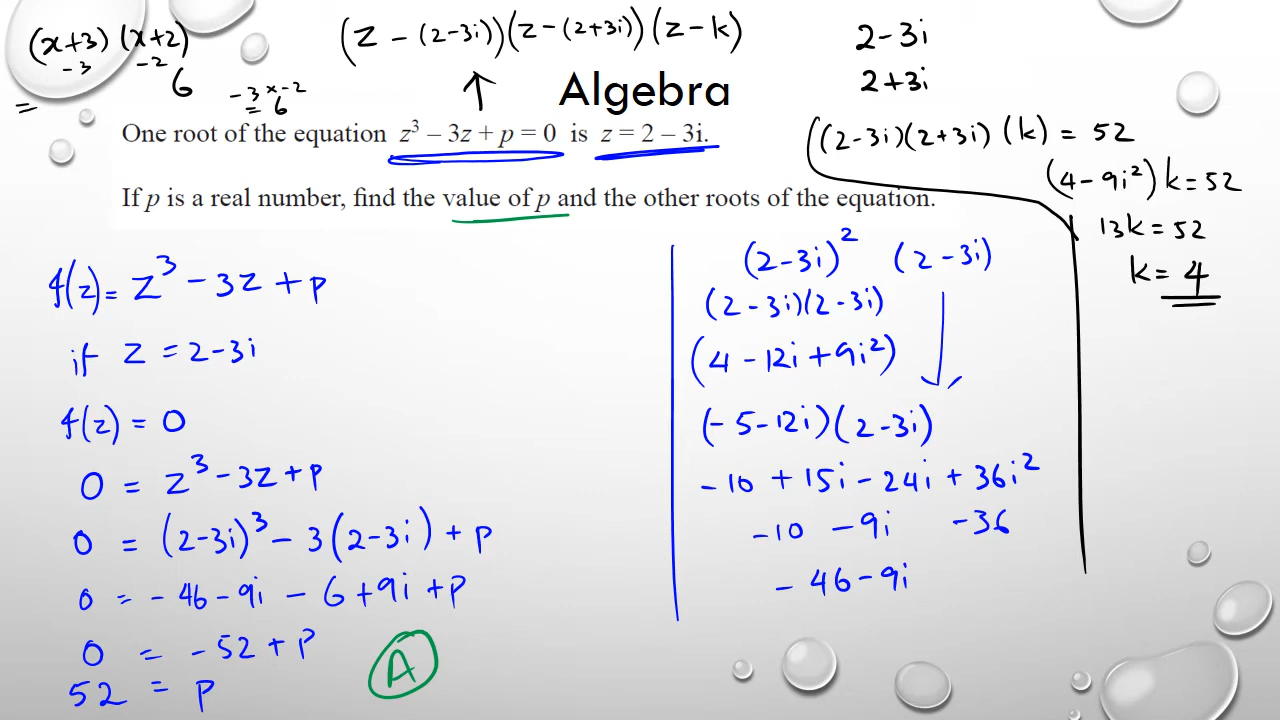 (x+3) (x+2)
-3 -2
6
=
-3 × -2
= 6
(z - (2-3i))(z - (2+3i)) (z - k)
↑
2-3i
2+3i
Algebra
One root of the equation z³ – 3z + p = 0 is z = 2 – 3i.
If p is a real number, find the value of p and the other roots of the equation.
((2-3i)(2+3i) (k) = 52
(4 - 9i²) k = 52
13k = 52
k = 4
f(z) = z³ - 3z + p
if z = 2-3i
f(z) = 0
0 = z³ - 3z + p
0 = (2-3i)³ - 3(2-3i) + p
0 = -46 - 9i - 6 + 9i + p
0 = -52 + p
52 = p
A
(2-3i)² (2-3i)
(2-3i)(2-3i)
(4 - 12i + 9i²)
(-5-12i)(2-3i)
-10 + 15i - 24i + 36i²
-10 - 9i -36
-46-9i